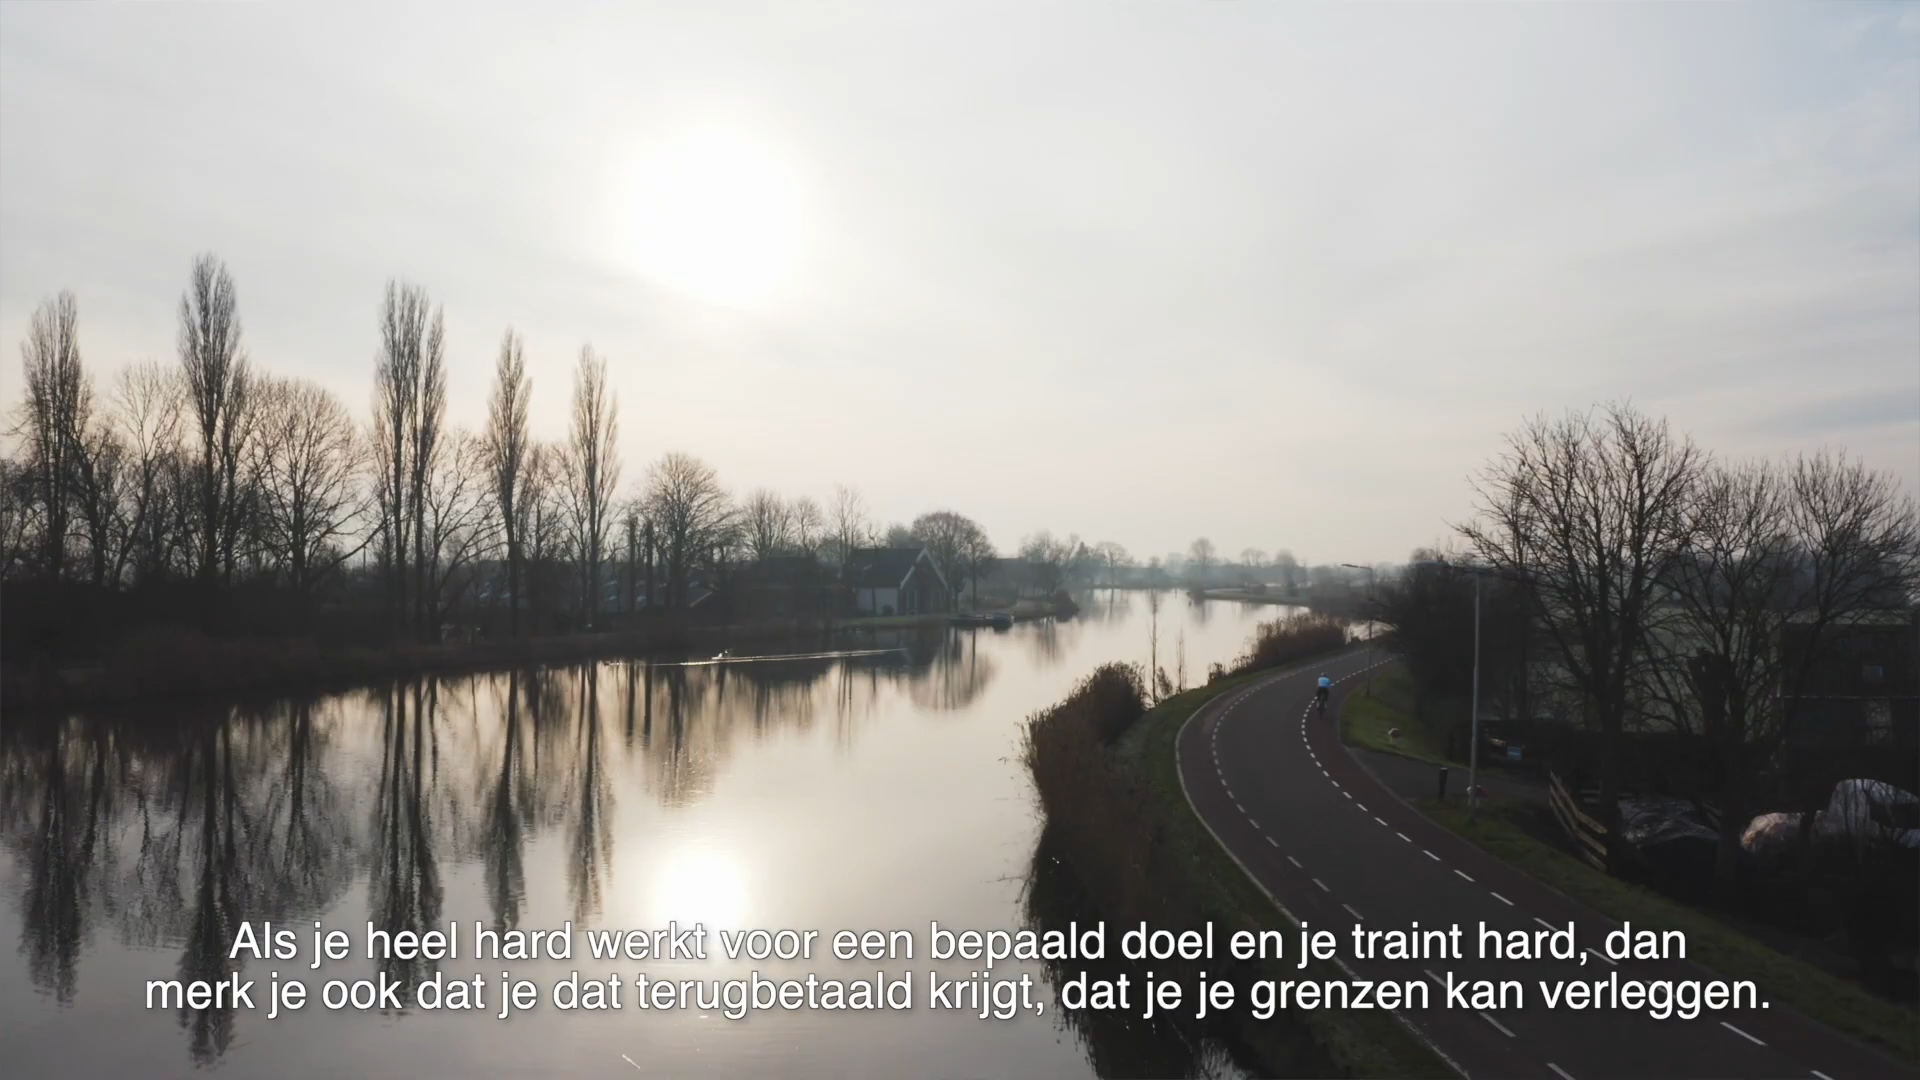 Als je heel hard werkt voor een bepaald doel en je traint hard, dan
merk je ook dat je dat terugbetaald krijgt, dat je je grenzen kan verleggen.